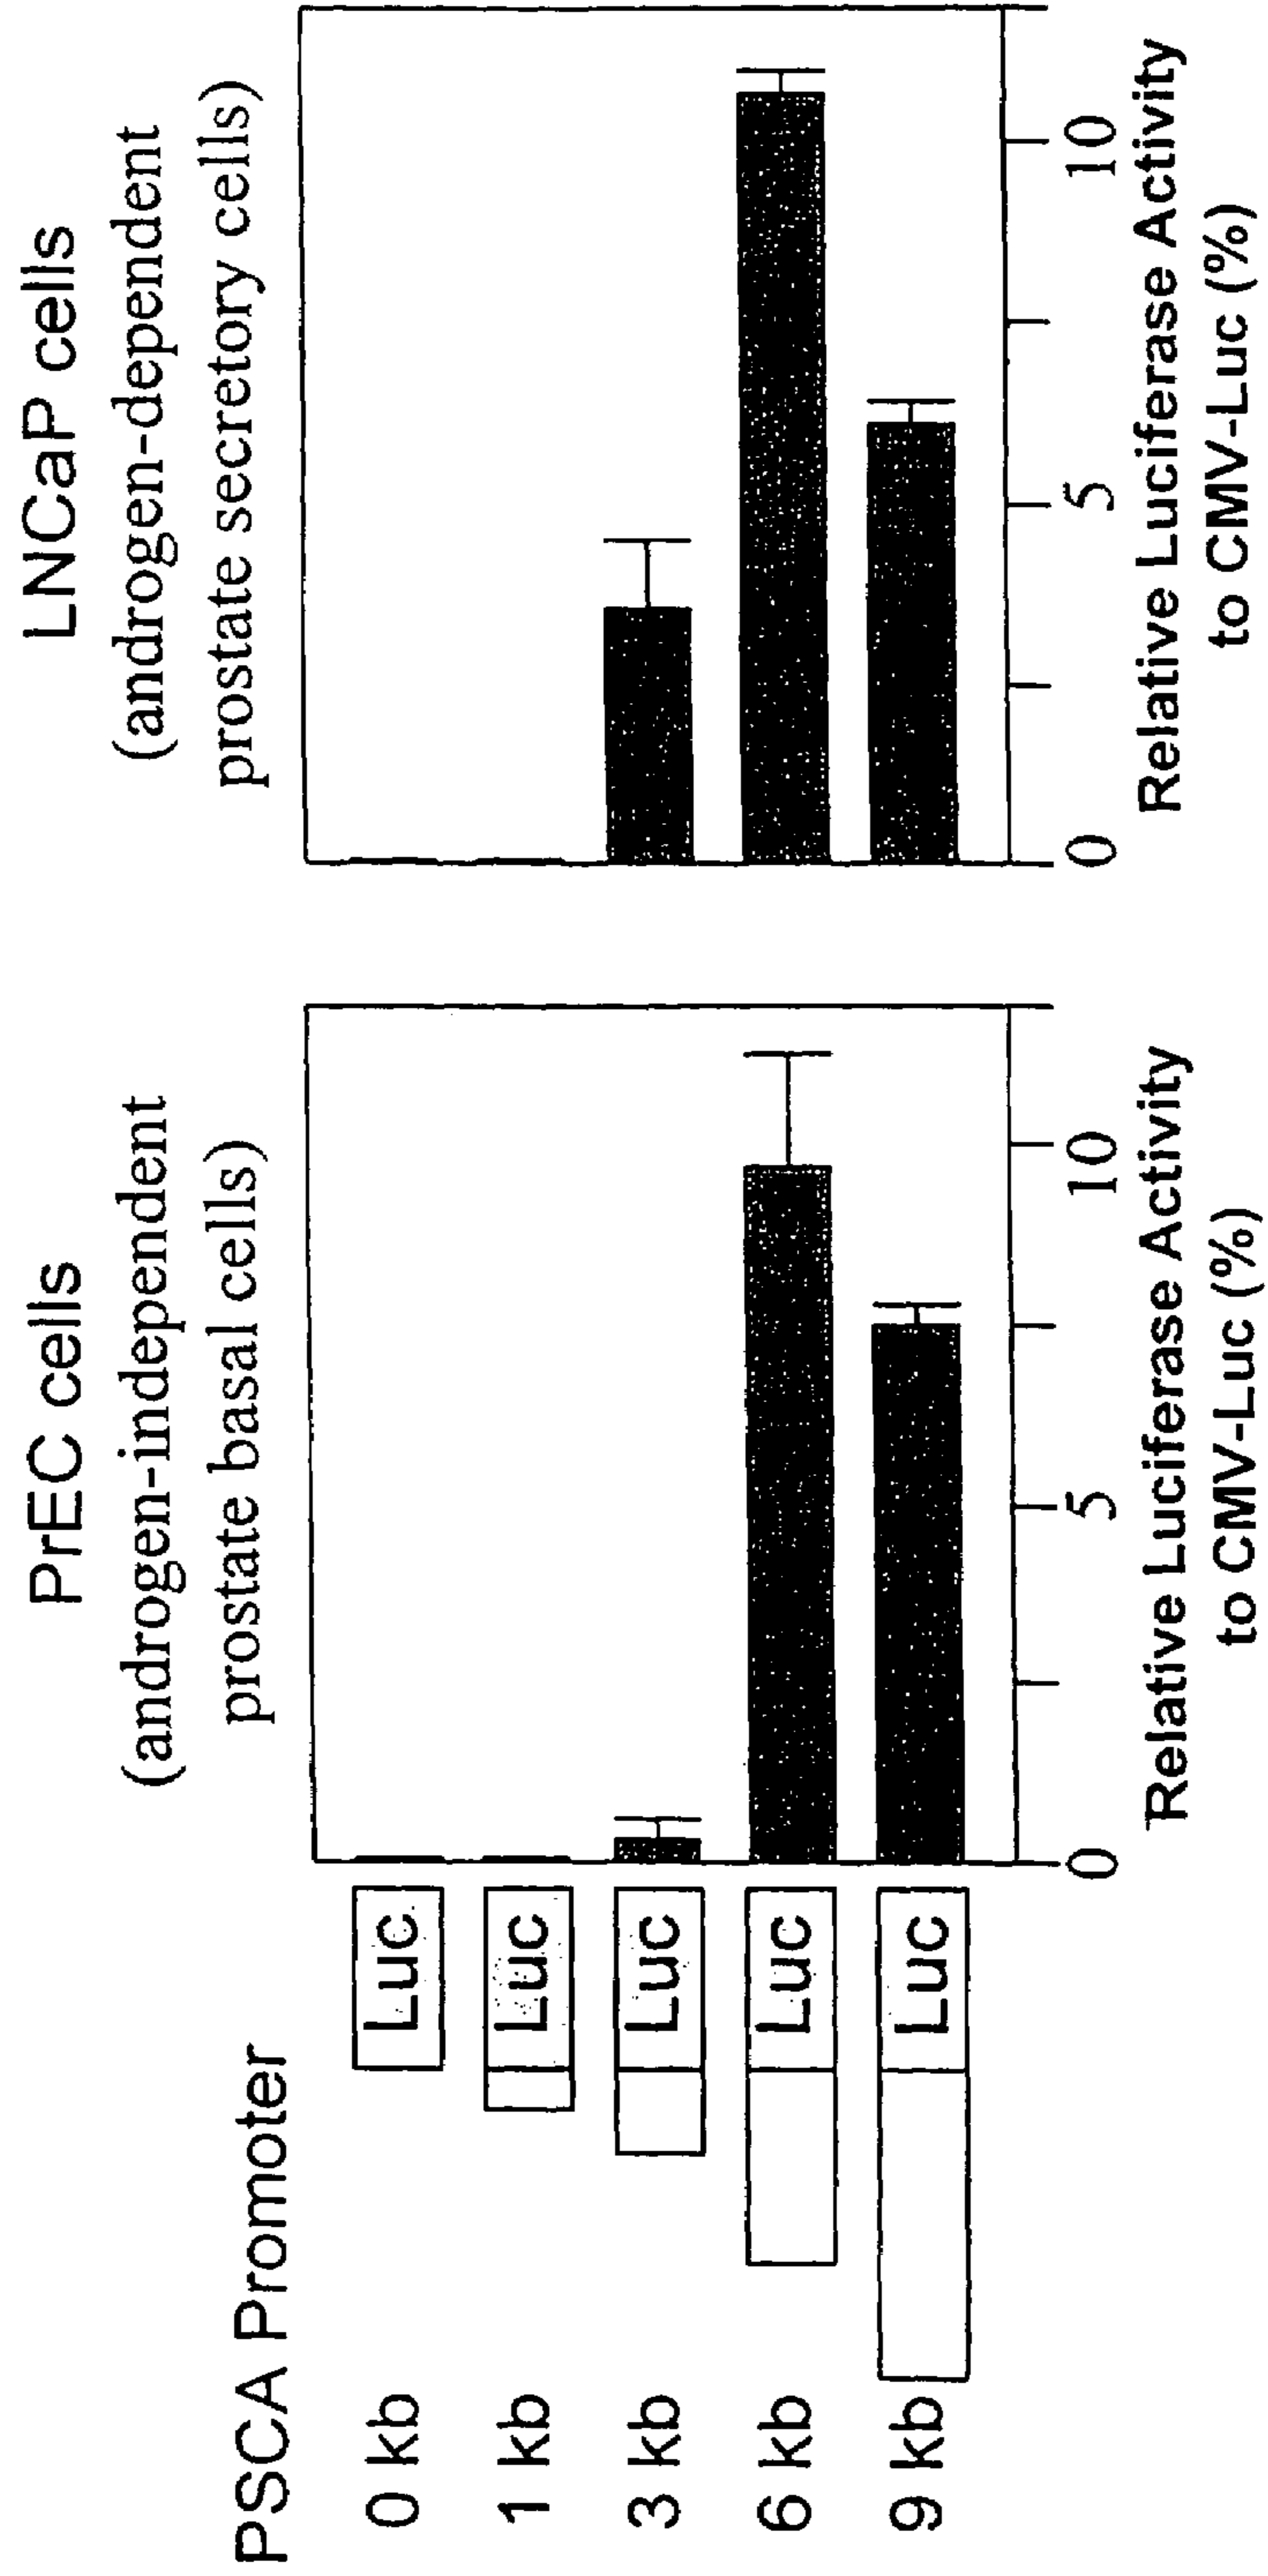 PrEC cells
(androgen-independent
prostate basal cells)
LNCaP cells
(androgen-dependent
prostate secretory cells)
PSCA Promoter
0 kb Luc
1 kb Luc
3 kb Luc
6 kb Luc
9 kb Luc
0 5 10
Relative Luciferase Activity
to CMV-Luc (%)
0 5 10
Relative Luciferase Activity
to CMV-Luc (%)